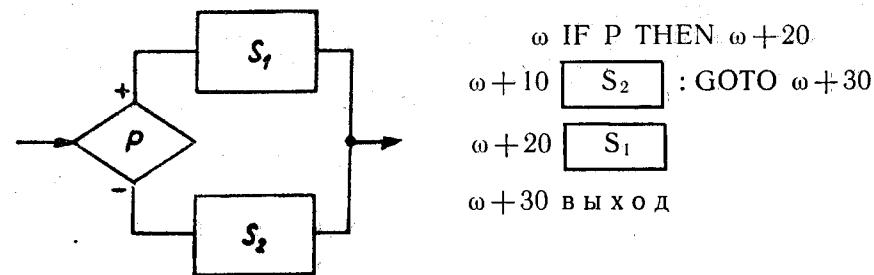 S₁
+
P
−
S₂
ω IF P THEN ω+20
ω+10 S₂ : GOTO ω+30
ω+20 S₁
ω+30 выход